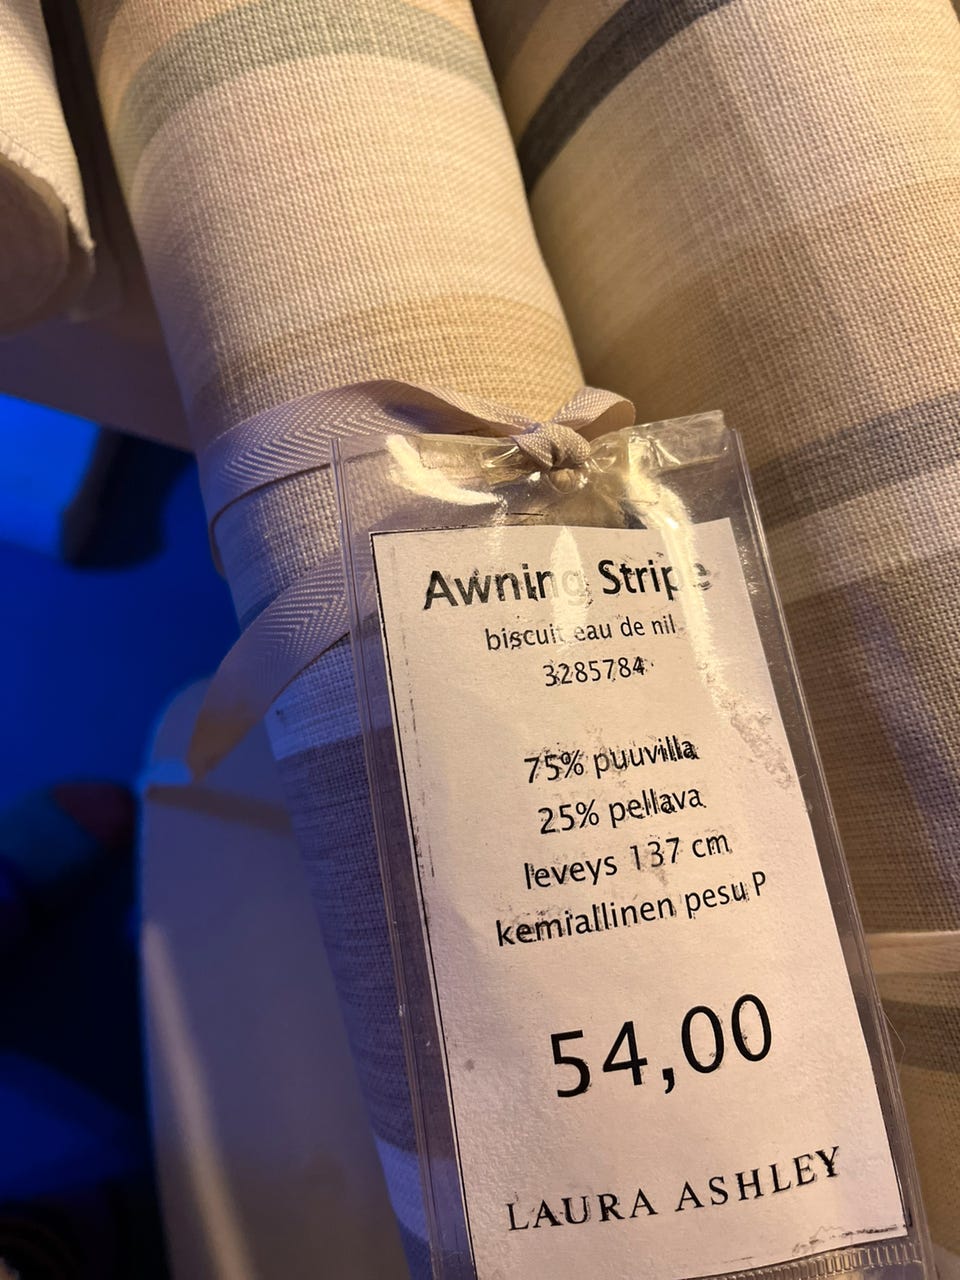 Awning Stripe
biscuit eau de nil
3285784
75% puuvilla
25% pellava
leveys 137 cm
kemiallinen pesu P
54,00
LAURA ASHLEY